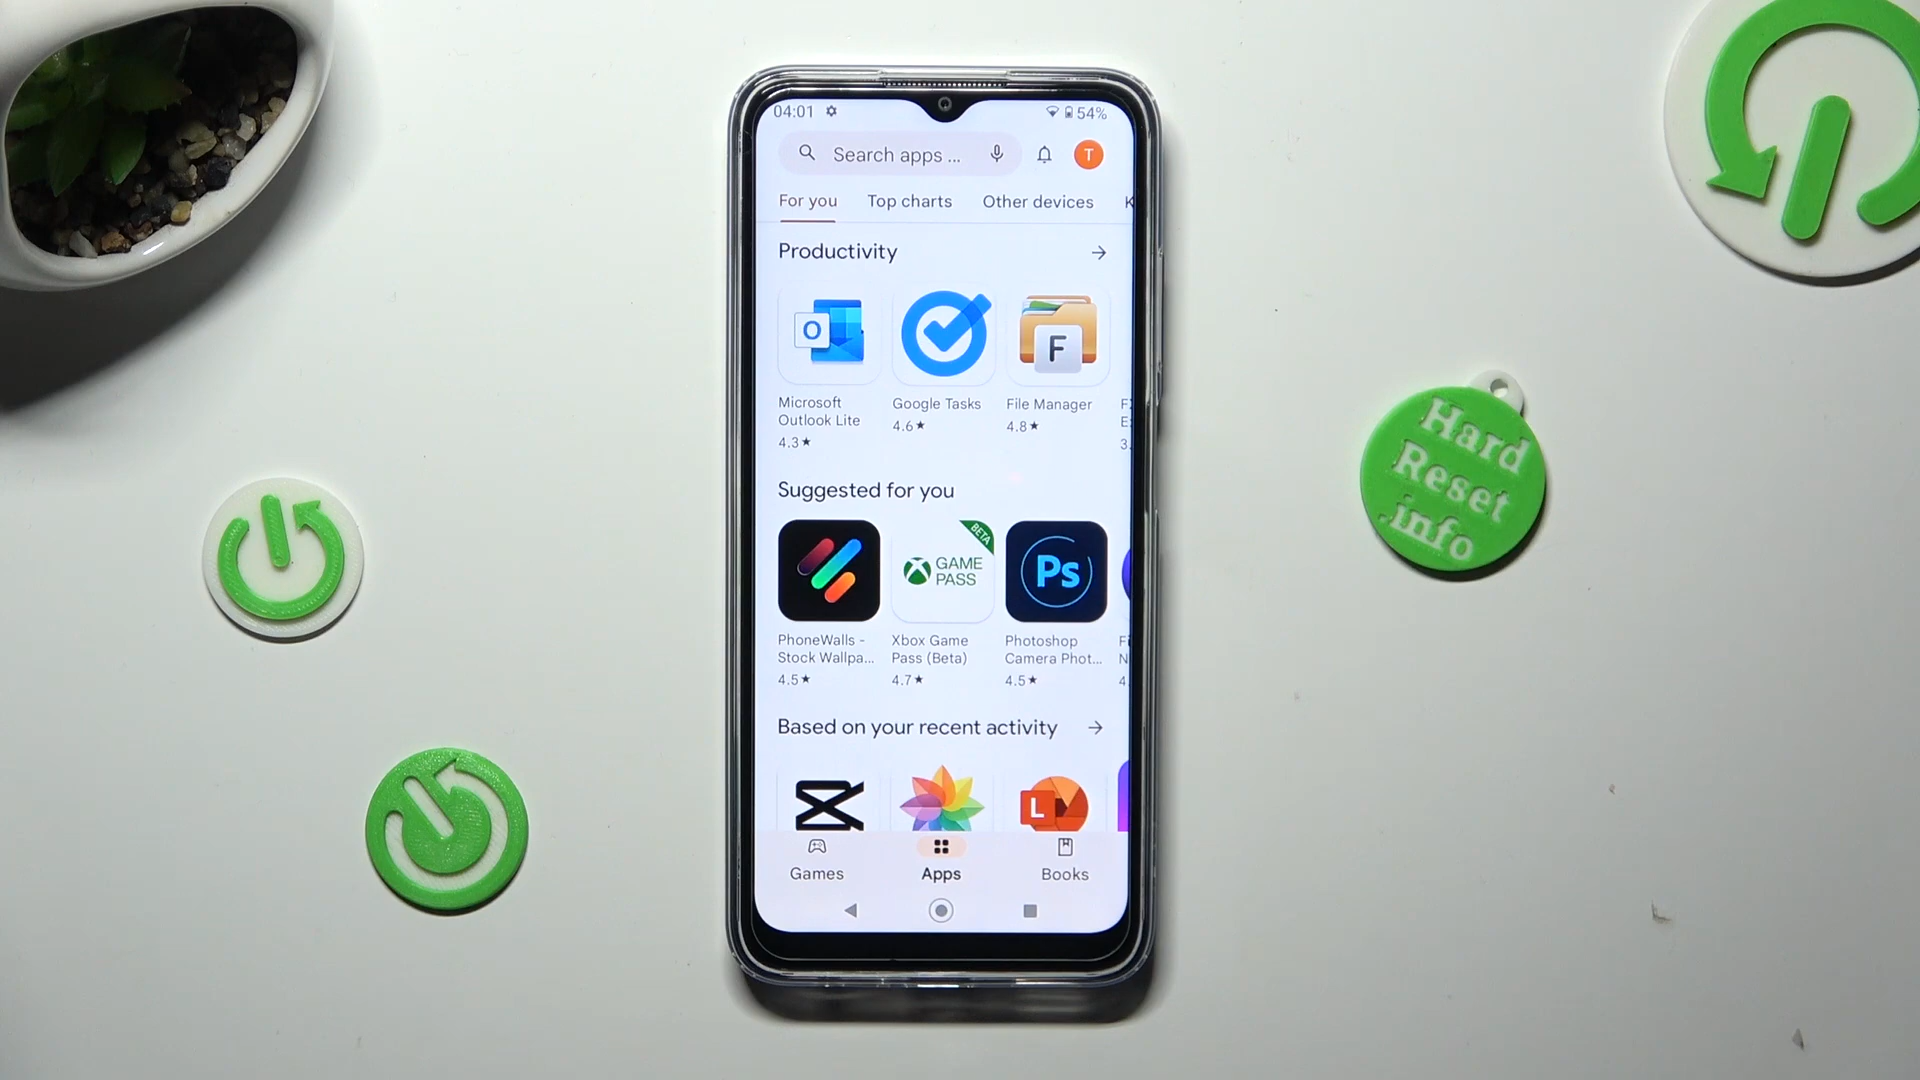 04:01
54%
Search apps ...
T
For you Top charts Other devices K
Productivity
O
F
Microsoft
Outlook Lite
4.3★
Google Tasks
4.6★
File Manager
4.8★
3.
Suggested for you
BETA
GAME
PASS
Ps
PhoneWalls -
Stock Wallpa...
4.5★
Xbox Game
Pass (Beta)
4.7★
Photoshop
Camera Phot...
4.5★
4.
Based on your recent activity
L
Games Apps Books
Hard
Reset
.info